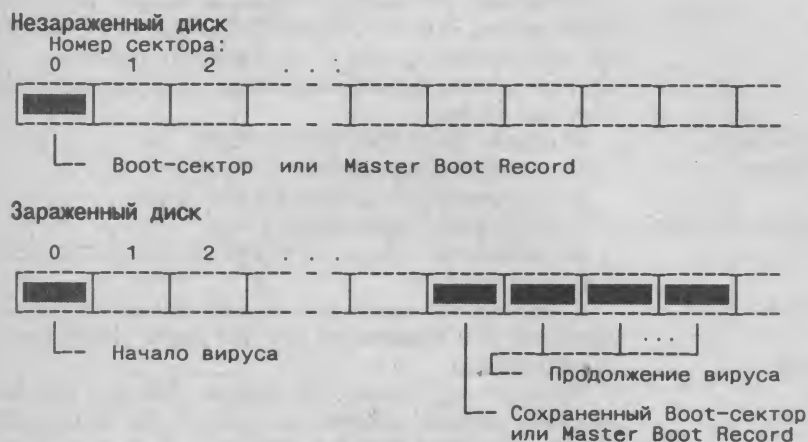 Незараженный диск
Номер сектора:
0 1 2 . . .
Boot-сектор или Master Boot Record
Зараженный диск
0 1 2 . . .
Начало вируса
...
Продолжение вируса
Сохраненный Boot-сектор
или Master Boot Record